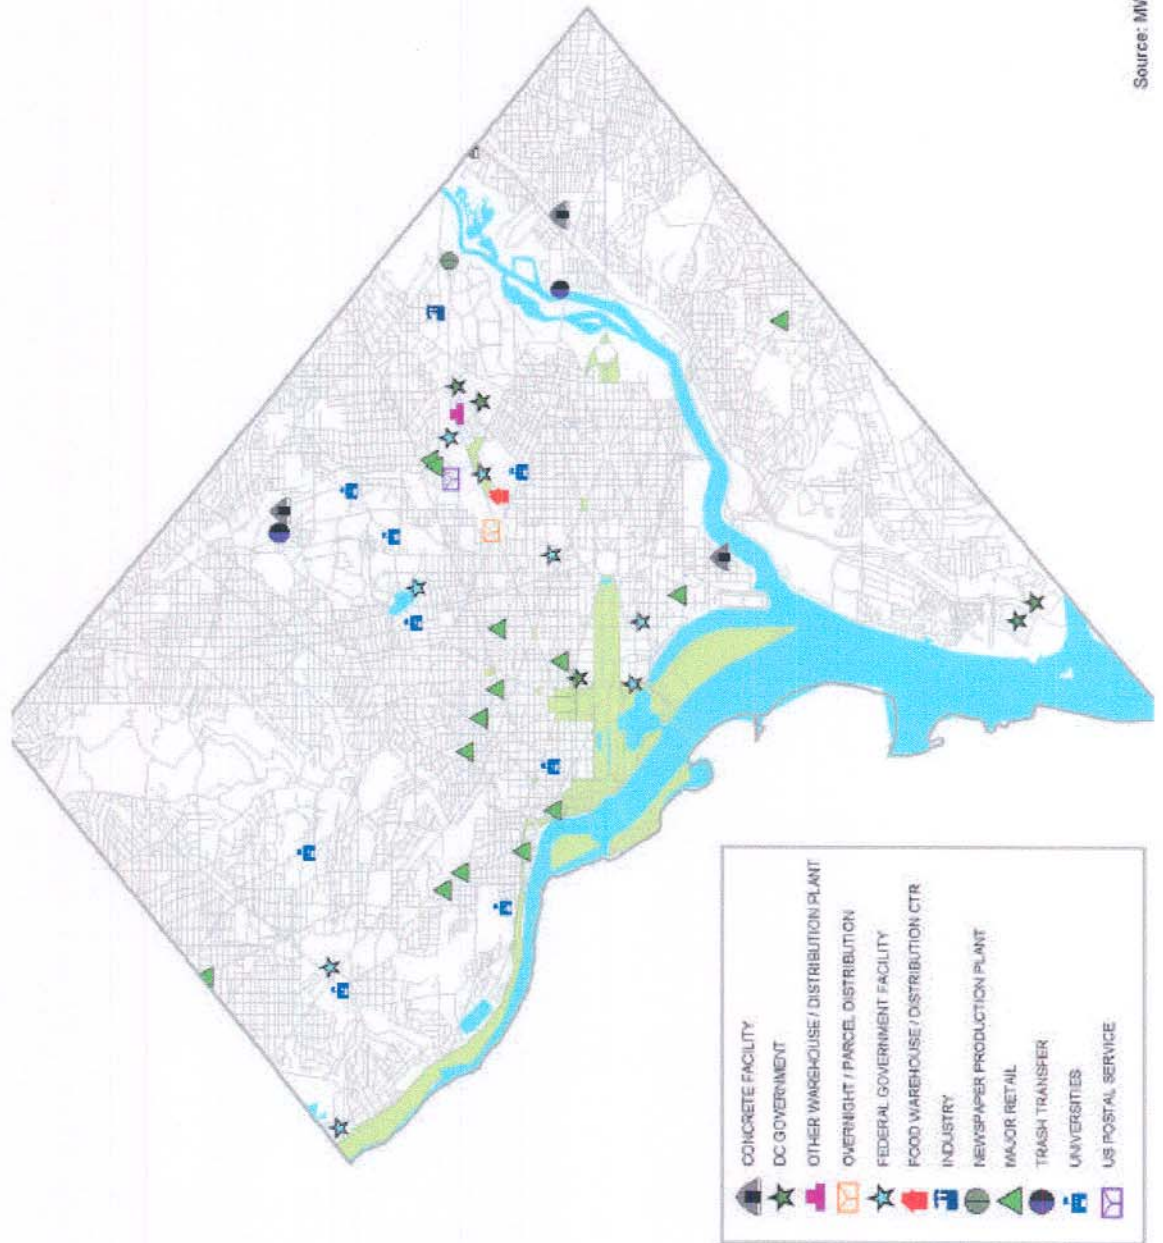 CONCRETE FACILITY
DC GOVERNMENT
OTHER WAREHOUSE / DISTRIBUTION PLANT
OVERNIGHT / PARCEL DISTRIBUTION
FEDERAL GOVERNMENT FACILITY
FOOD WAREHOUSE / DISTRIBUTION CTR
INDUSTRY
NEWSPAPER PRODUCTION PLANT
MAJOR RETAIL
TRASH TRANSFER
UNIVERSITIES
US POSTAL SERVICE
Source: